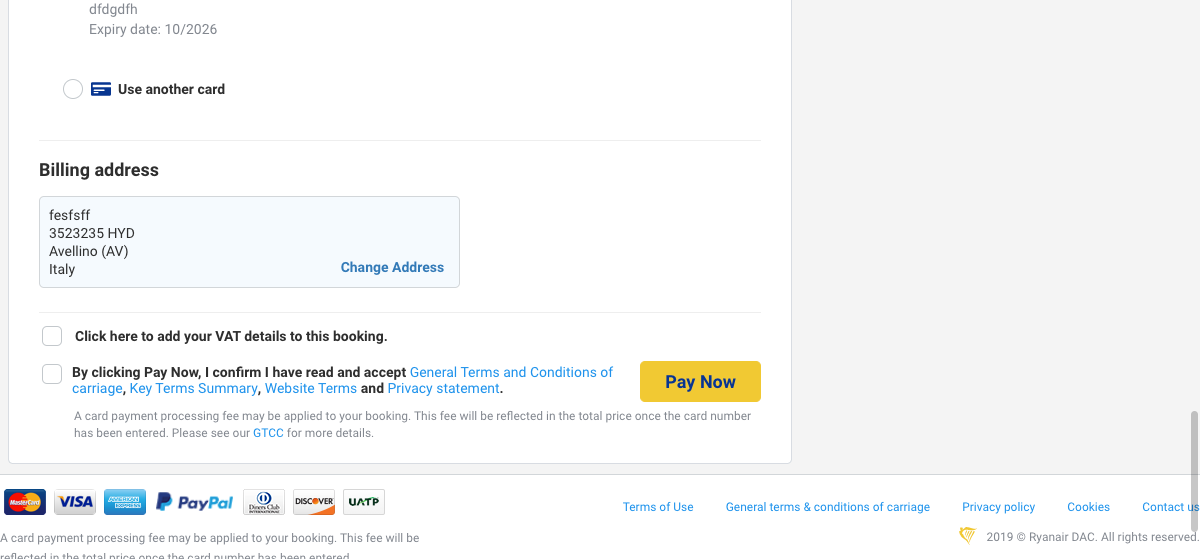 dfdgdfh
Expiry date: 10/2026
Use another card
Billing address
fesfsff
3523235 HYD
Avellino (AV)
Italy
Change Address
Click here to add your VAT details to this booking.
By clicking Pay Now, I confirm I have read and accept General Terms and Conditions of
carriage, Key Terms Summary, Website Terms and Privacy statement.
Pay Now
A card payment processing fee may be applied to your booking. This fee will be reflected in the total price once the card number
has been entered. Please see our GTCC for more details.
MasterCard
VISA
AMERICAN EXPRESS
PayPal
Diners Club
INTERNATIONAL
DISCOVER
UATP
Terms of Use
General terms & conditions of carriage
Privacy policy
Cookies
Contact us
A card payment processing fee may be applied to your booking. This fee will be
reflected in the total price once the card number has been entered.
2019 © Ryanair DAC. All rights reserved.